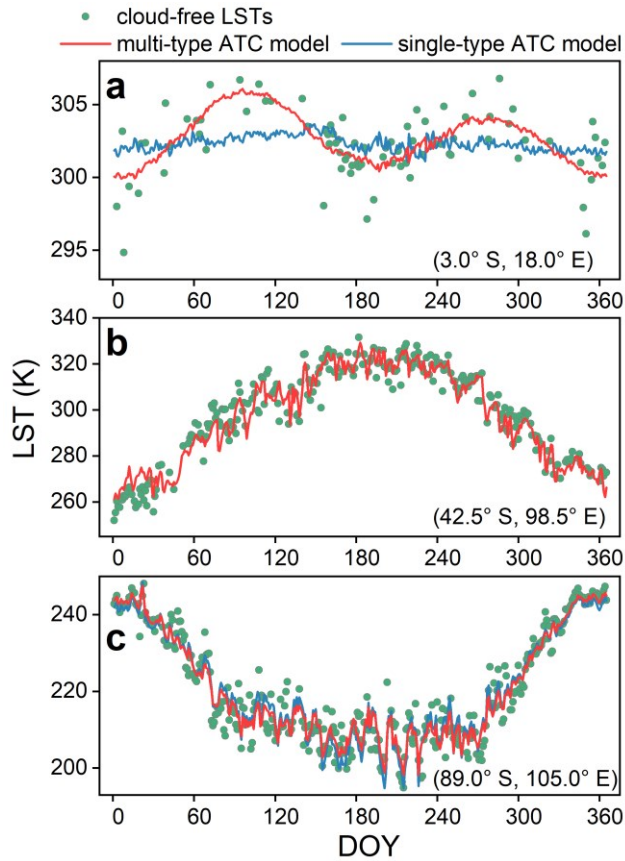 cloud-free LSTs
multi-type ATC model single-type ATC model
a
305
300
295
(3.0° S, 18.0° E)
0 60 120 180 240 300 360
340
b
320
300
280
260
(42.5° S, 98.5° E)
0 60 120 180 240 300 360
LST (K)
240
c
220
200
(89.0° S, 105.0° E)
0 60 120 180 240 300 360
DOY